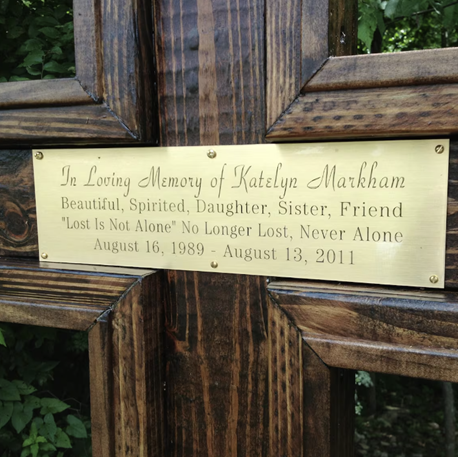 In Loving Memory of Katelyn Markham
Beautiful, Spirited, Daughter, Sister, Friend
"Lost Is Not Alone" No Longer Lost, Never Alone
August 16, 1989 - August 13, 2011